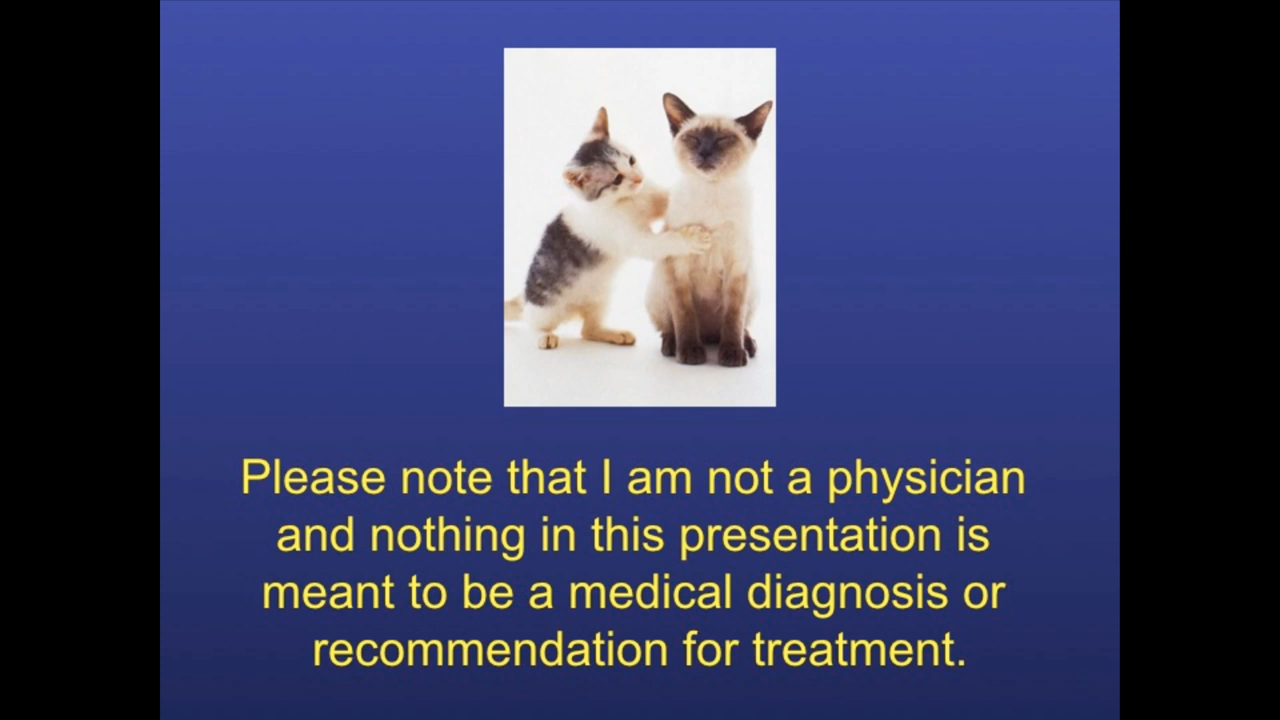 Please note that I am not a physician
and nothing in this presentation is
meant to be a medical diagnosis or
recommendation for treatment.